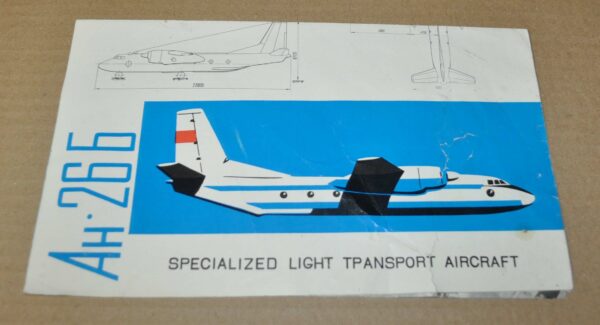 Ан·26Б
SPECIALIZED LIGHT TPANSPORT AIRCRAFT